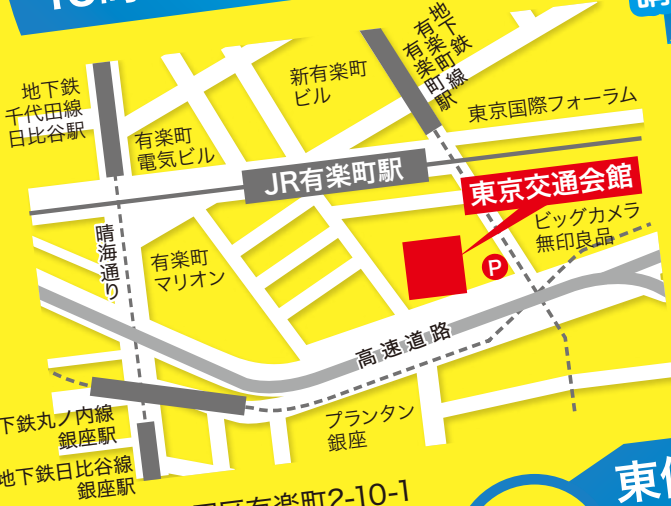 地下鉄
千代田線
日比谷駅
有楽町
電気ビル
新有楽町
ビル
地下鉄
有楽町線
有楽町駅
東京国際フォーラム
JR有楽町駅
東京交通会館
ビッグカメラ
無印良品
P
晴海通り
有楽町
マリオン
高速道路
プランタン
銀座
下鉄丸ノ内線
銀座駅
地下鉄日比谷線
銀座駅
区有楽町2-10-1
東